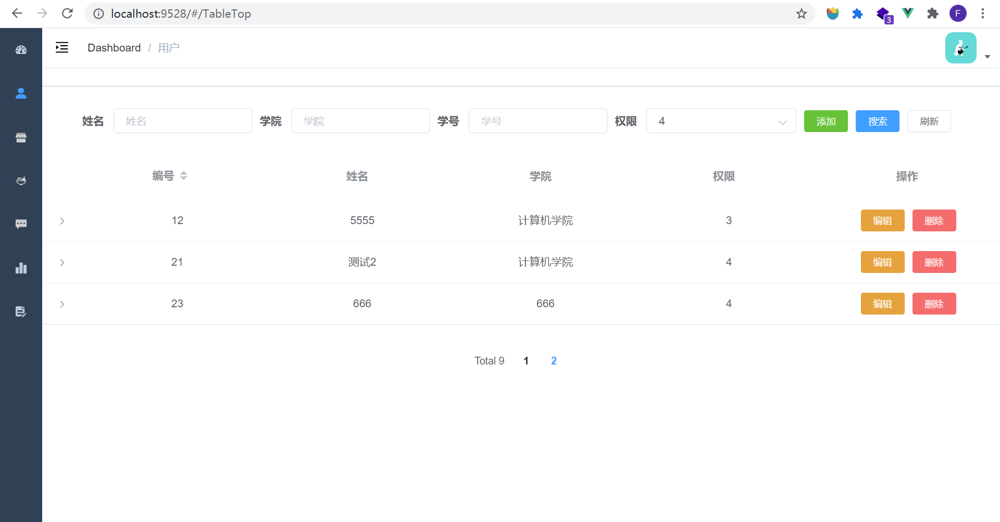 localhost:9528/#/TableTop
3
F
Dashboard / 用户
姓名 姓名 学院 学院 学号 学号 权限 4 添加 搜索 刷新
编号 姓名 学院 权限 操作
12 5555 计算机学院 3 编辑 删除
21 测试2 计算机学院 4 编辑 删除
23 666 666 4 编辑 删除
Total 9 1 2